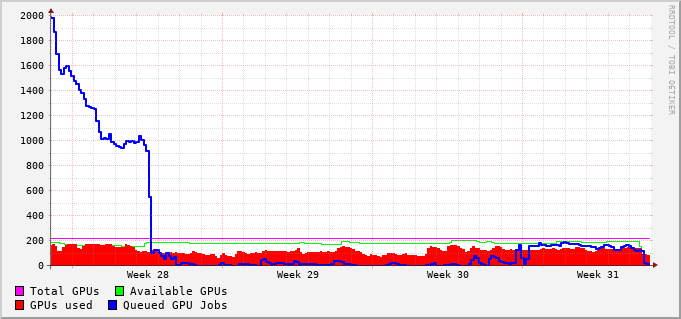 2000
1800
1600
1400
1200
1000
800
600
400
200
0
Week 28 Week 29 Week 30 Week 31
Total GPUs Available GPUs
GPUs used Queued GPU Jobs
RRDTOOL / TOBI OETIKER